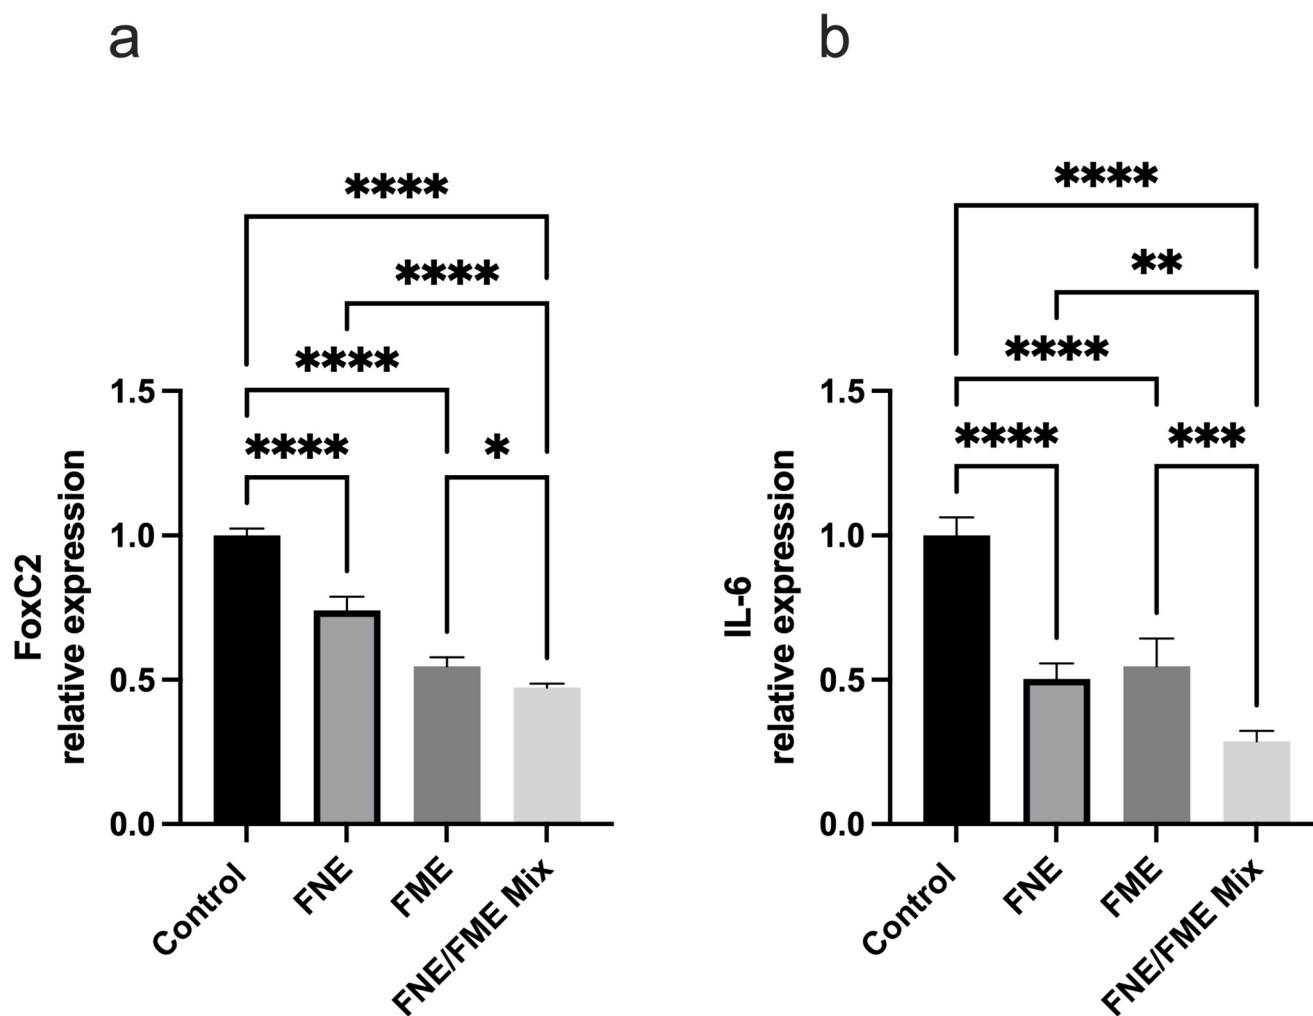 a
****
****
****
****
*
1.5
1.0
0.5
0.0
FoxC2
relative expression
Control
FNE
FME
FNE/FME Mix
b
****
**
****
****
***
1.5
1.0
0.5
0.0
IL-6
relative expression
Control
FNE
FME
FNE/FME Mix